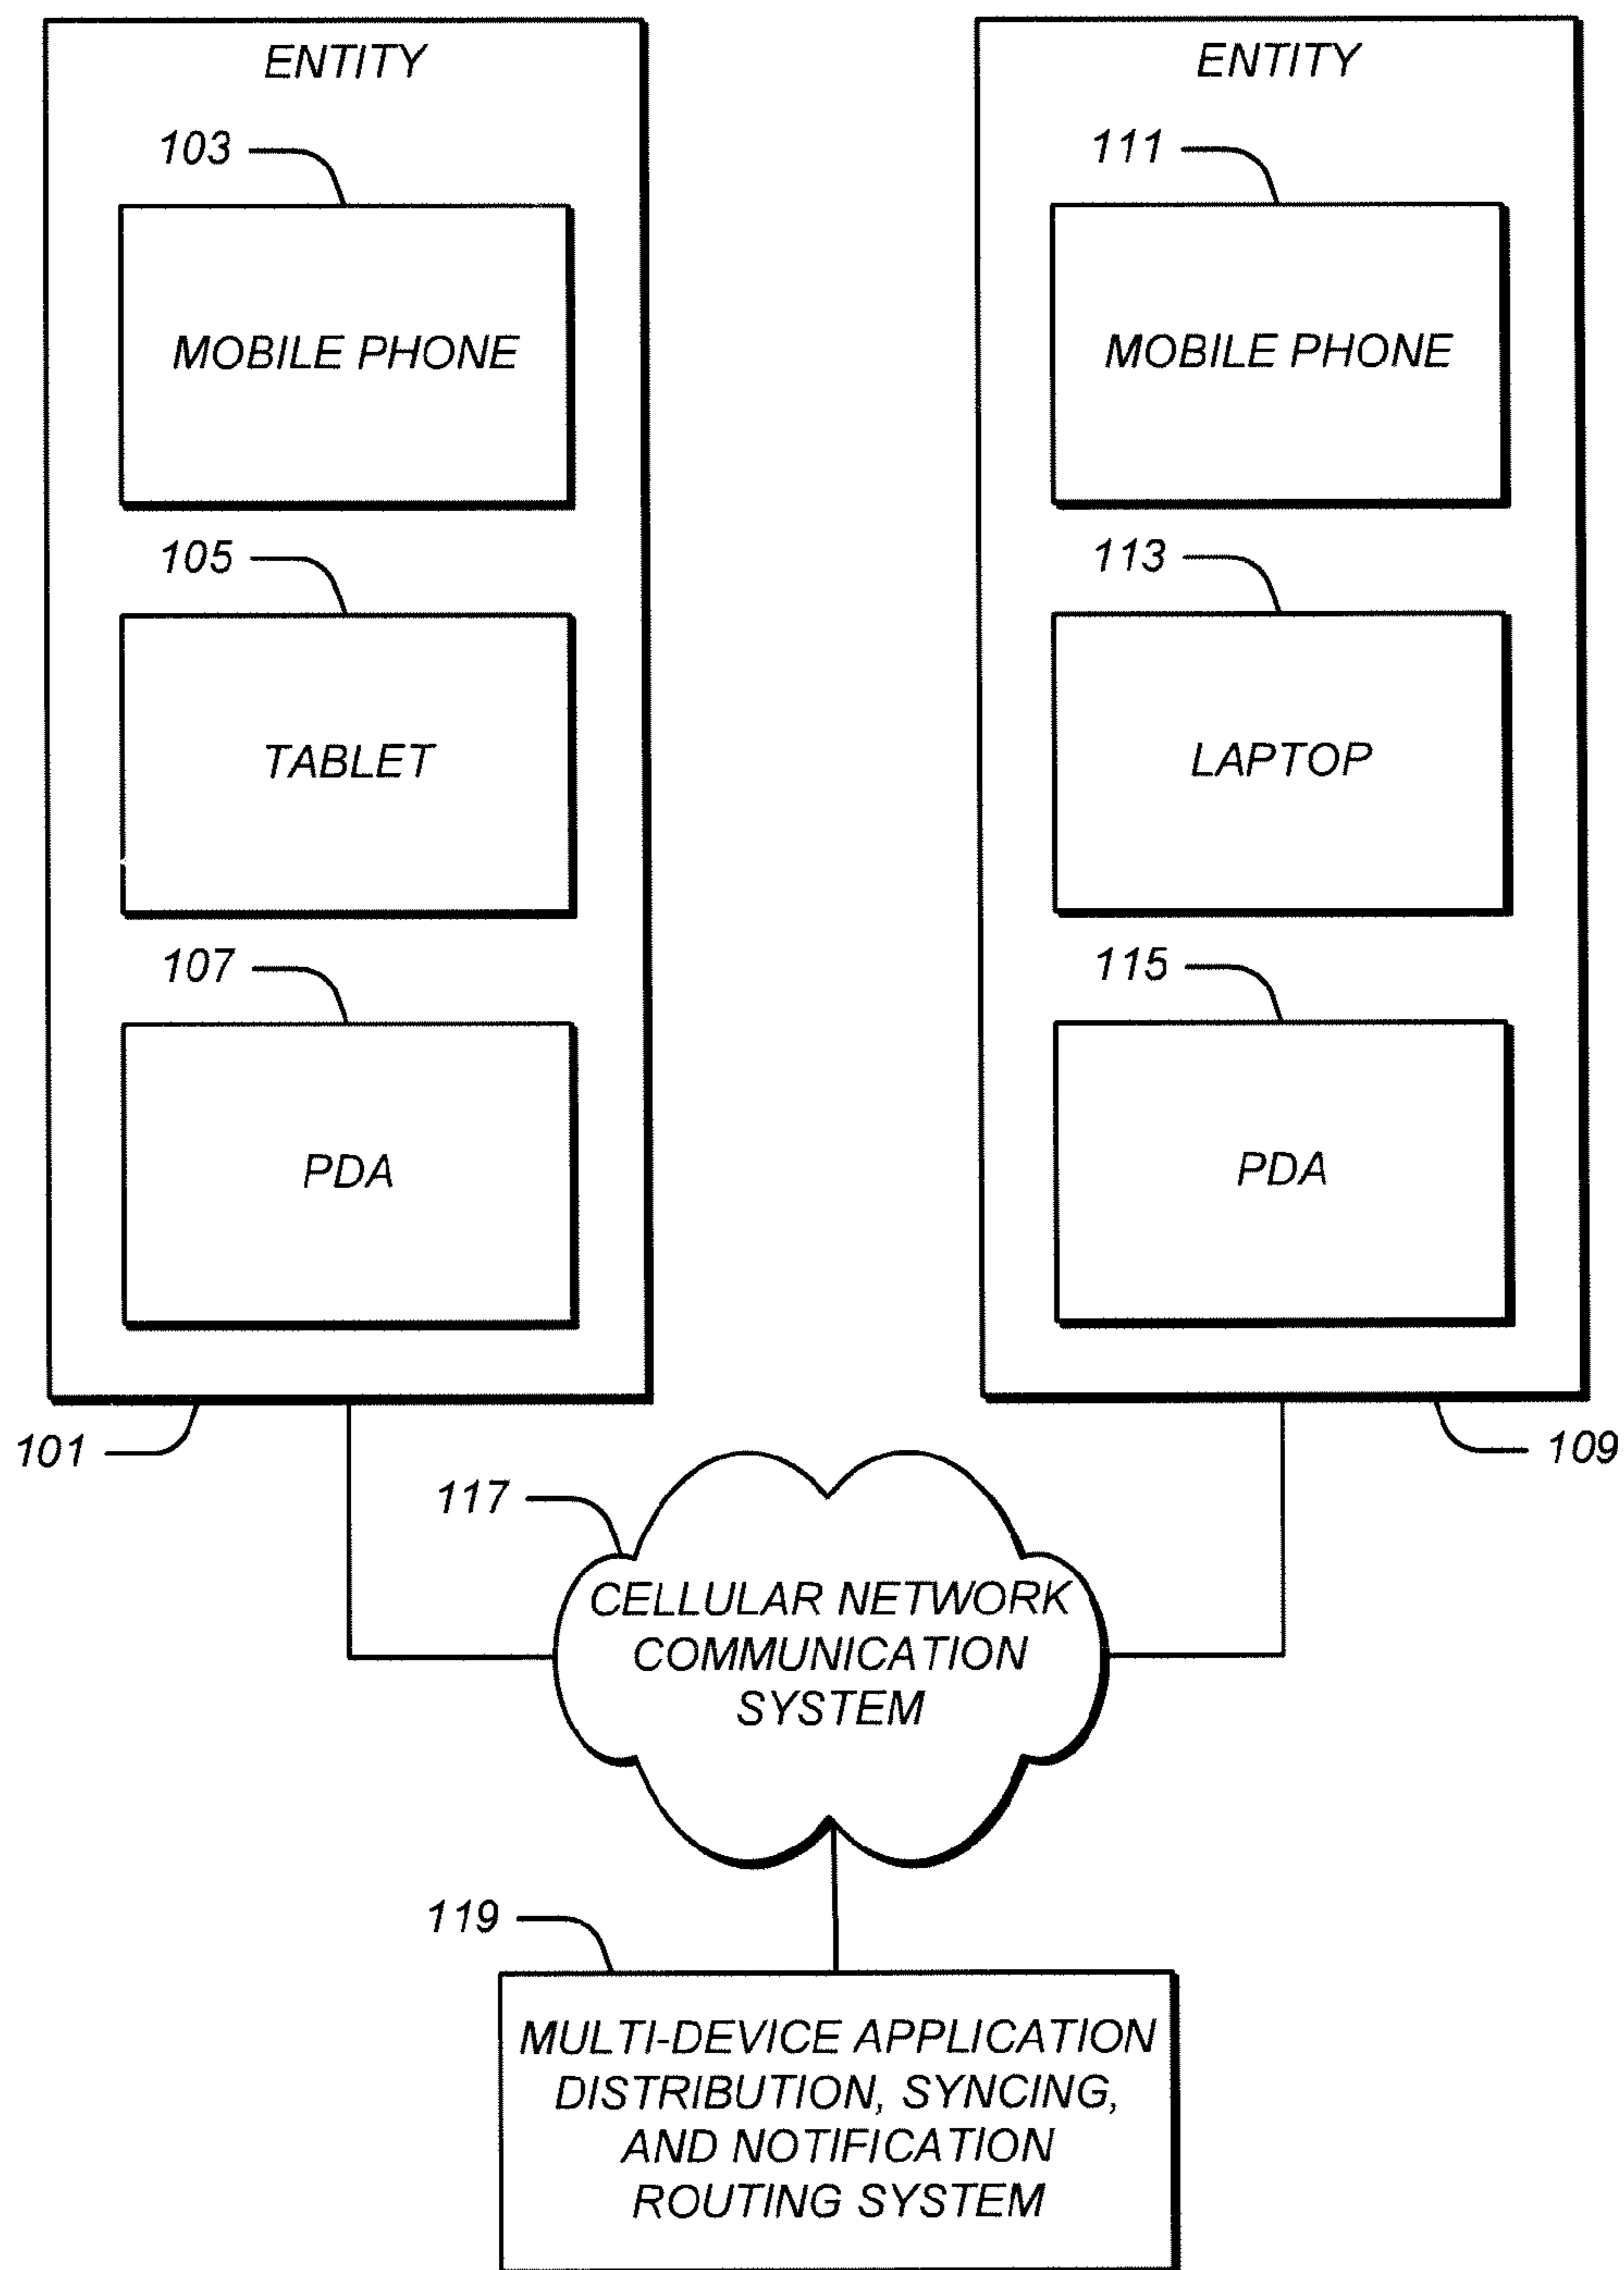 ENTITY
103
MOBILE PHONE
105
TABLET
107
PDA
101
ENTITY
111
MOBILE PHONE
113
LAPTOP
115
PDA
109
117
CELLULAR NETWORK
COMMUNICATION
SYSTEM
119
MULTI-DEVICE APPLICATION
DISTRIBUTION, SYNCING,
AND NOTIFICATION
ROUTING SYSTEM